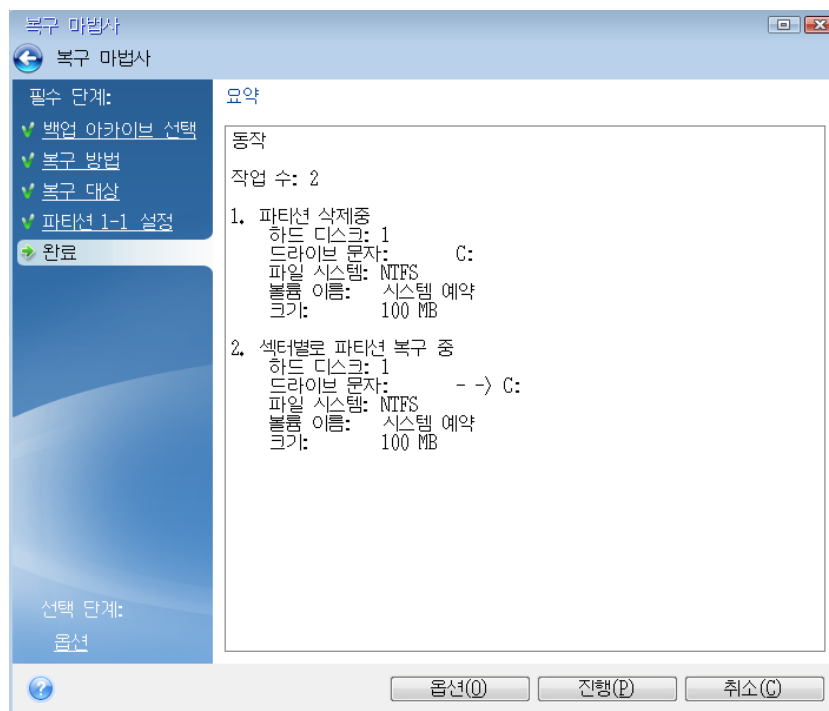 복구 마법사
복구 마법사
필수 단계:
백업 아카이브 선택
복구 방법
복구 대상
파티션 1-1 설정
완료
선택 단계:
옵션
요약
동작
작업 수: 2
1. 파티션 삭제중
하드 디스크: 1
드라이브 문자: C:
파일 시스템: NTFS
볼륨 이름: 시스템 예약
크기: 100 MB
2. 섹터별로 파티션 복구 중
하드 디스크: 1
드라이브 문자: - -> C:
파일 시스템: NTFS
볼륨 이름: 시스템 예약
크기: 100 MB
옵션(O) 진행(P) 취소(C)